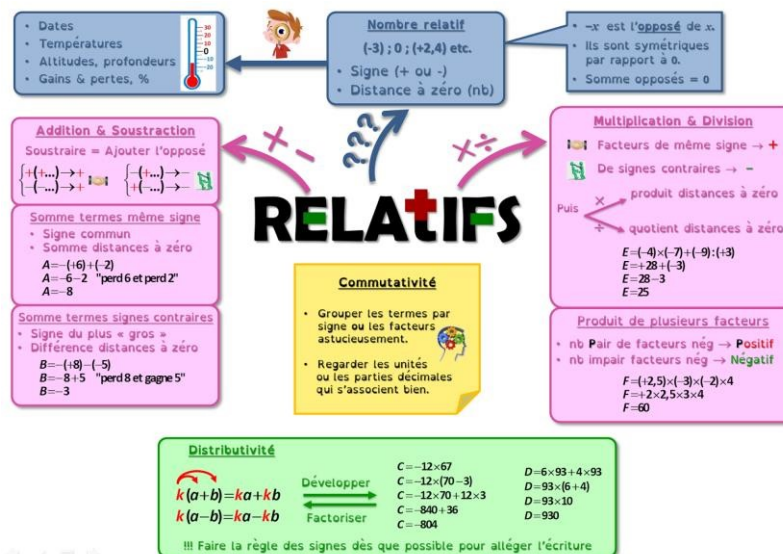 • Dates
• Températures
• Altitudes, profondeurs
• Gains & pertes, %
30
20
10
0
-10
-20
Nombre relatif
(-3) ; 0 ; (+2,4) etc.
• Signe (+ ou -)
• Distance à zéro (nb)
• –x est l'opposé de x.
• Ils sont symétriques
par rapport à 0.
• Somme opposés = 0
Addition & Soustraction
Soustraire = Ajouter l'opposé
{+(+...)→+
{–(–...)→+
{–(+...)→–
{+(–...)→–
Somme termes même signe
• Signe commun
• Somme distances à zéro
A=–(+6)+(–2)
A=–6–2 "perd 6 et perd 2"
A=–8
Somme termes signes contraires
• Signe du plus « gros »
• Différence distances à zéro
B=–(+8)–(–5)
B=–8+5 "perd 8 et gagne 5"
B=–3
+ -
???
×÷
RELATIFS
Commutativité
• Grouper les termes par
signe ou les facteurs
astucieusement.
• Regarder les unités
ou les parties décimales
qui s'associent bien.
Multiplication & Division
Facteurs de même signe → +
De signes contraires → –
Puis
× produit distances à zéro
÷ quotient distances à zéro
E=(–4)×(–7)+(–9):(+3)
E=+28+(–3)
E=28–3
E=25
Produit de plusieurs facteurs
• nb Pair de facteurs nég → Positif
• nb impair facteurs nég → Négatif
F=(+2,5)×(–3)×(–2)×4
F=+2×2,5×3×4
F=60
Distributivité
k(a+b)=ka+kb
k(a–b)=ka–kb
Développer
Factoriser
C=–12×67
C=–12×(70–3)
C=–12×70+12×3
C=–840+36
C=–804
D=6×93+4×93
D=93×(6+4)
D=93×10
D=930
!!! Faire la règle des signes dès que possible pour alléger l'écriture